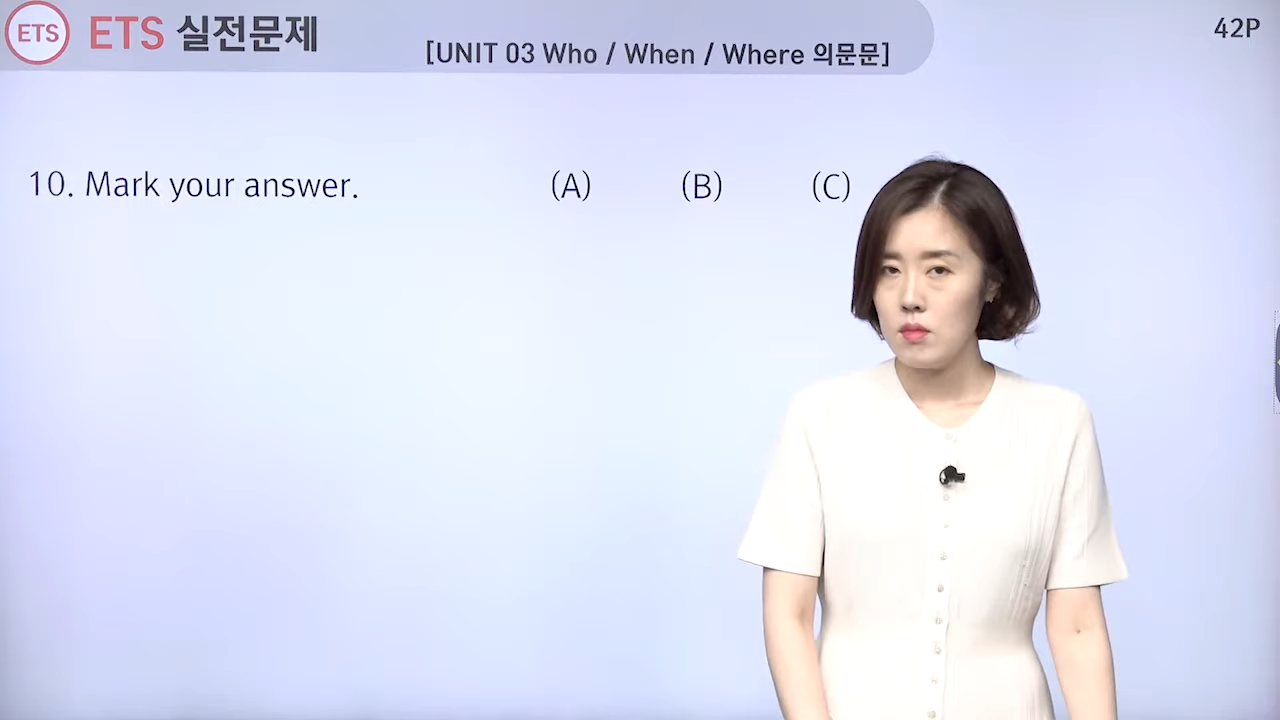 ETS
ETS 실전문제
[UNIT 03 Who / When / Where 의문문]
42P
10. Mark your answer. (A) (B) (C)